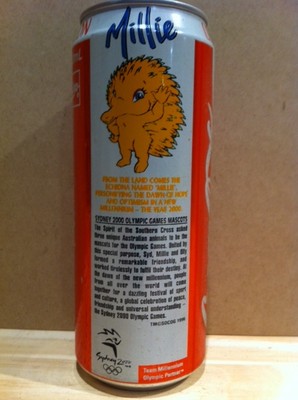 Millie
mL
FROM THE LAND COMES THE
ECHIDNA NAMED 'MILLIE',
REPRESENTING THE DAWN OF HOPE
AND OPTIMISM IN A NEW
MILLENNIUM - THE YEAR 2000.
SYDNEY 2000 OLYMPIC GAMES MASCOTS
The Spirit of the Southern Cross asked
three unique Australian animals to be the
mascots for the Olympic Games. United by
this special purpose, Syd, Millie and Olly
formed a remarkable friendship, and
worked tirelessly to fulfil their destiny. At
the dawn of the new millennium, people
from all over the world will come
together for a dazzling festival of sport
and culture, a global celebration of peace,
friendship and universal understanding -
the Sydney 2000 Olympic Games.
TM©SOCOG 1996
Sydney 2000
Team Millennium
Olympic Partner™